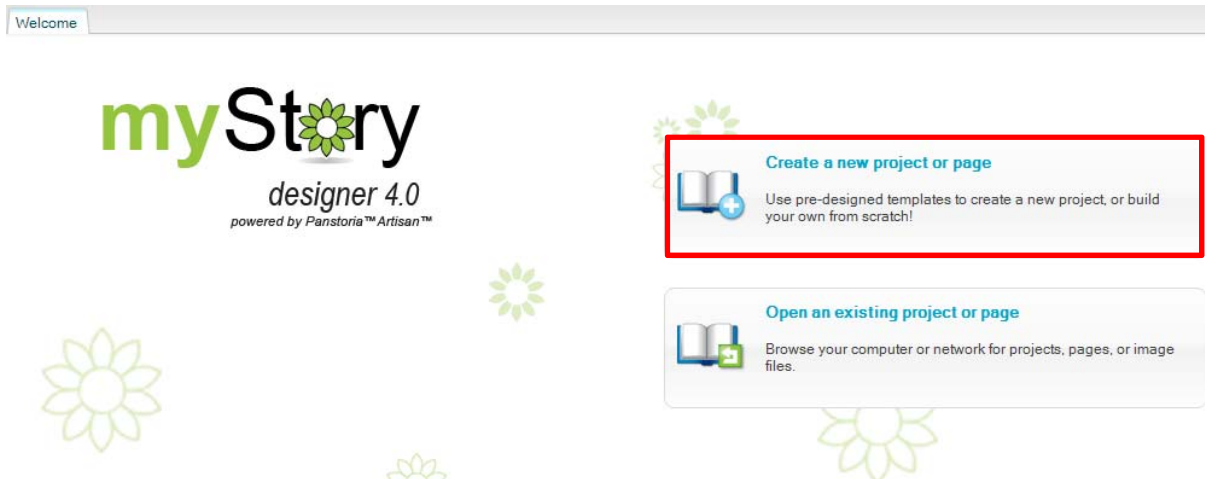 Welcome
myStory
designer 4.0
powered by Panstoria™ Artisan™
Create a new project or page
Use pre-designed templates to create a new project, or build
your own from scratch!
Open an existing project or page
Browse your computer or network for projects, pages, or image
files.